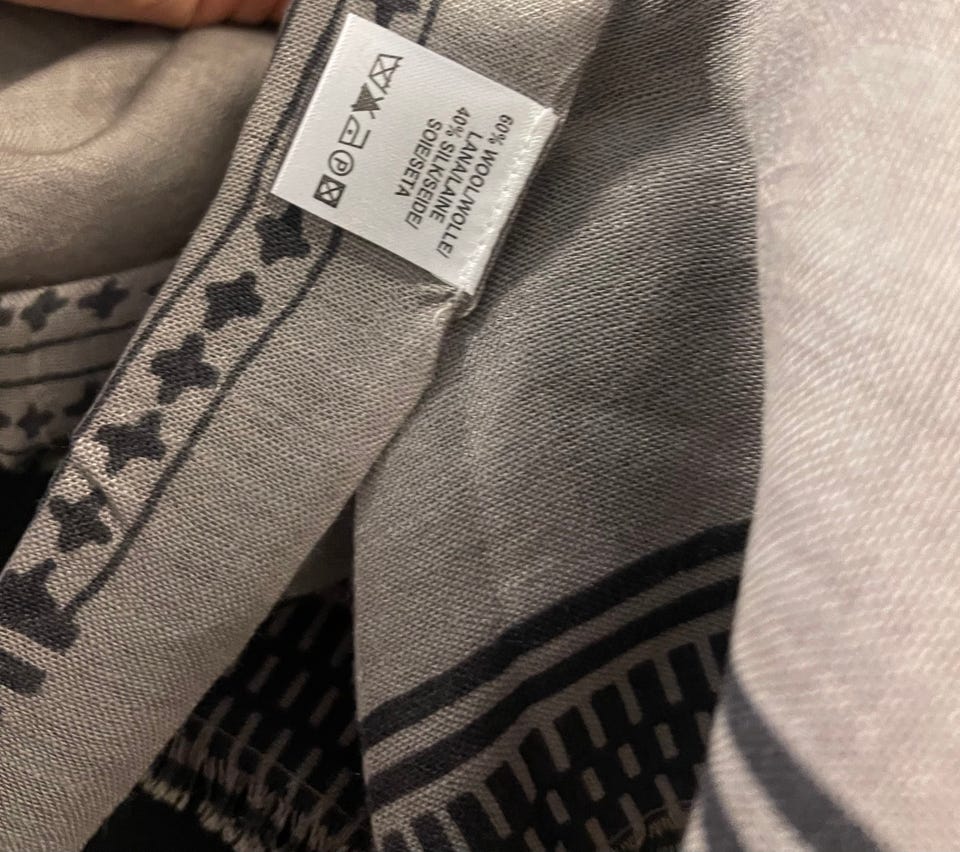 60% WOOL/WOLLE/
LANA/LAINE
40% SILK/SEIDE/
SOIE/SETA
P